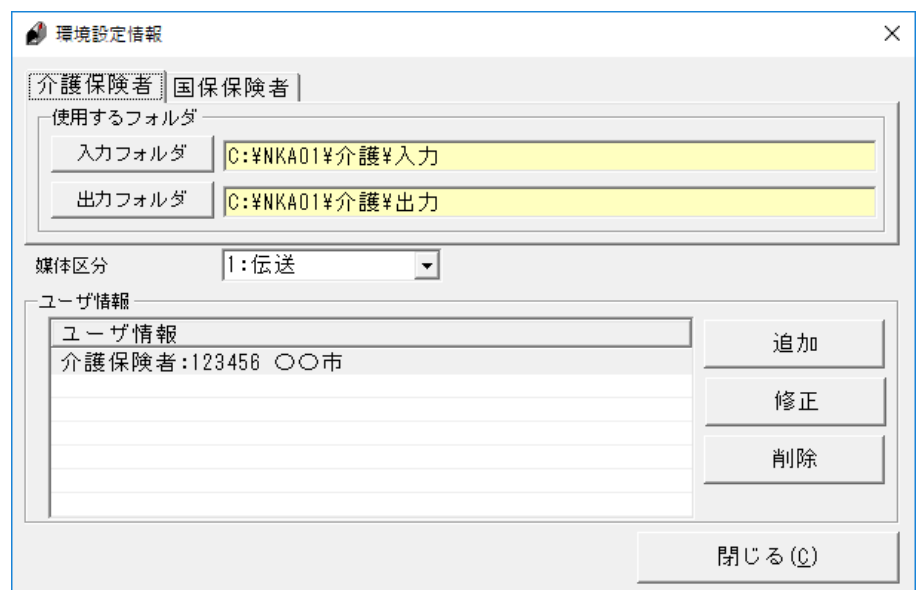 環境設定情報
介護保険者 国保保険者
使用するフォルダ
入力フォルダ C:¥NKA01¥介護¥入力
出力フォルダ C:¥NKA01¥介護¥出力
媒体区分 1:伝送
ユーザ情報
ユーザ情報
追加
介護保険者:123456 〇〇市
修正
削除
閉じる(C)